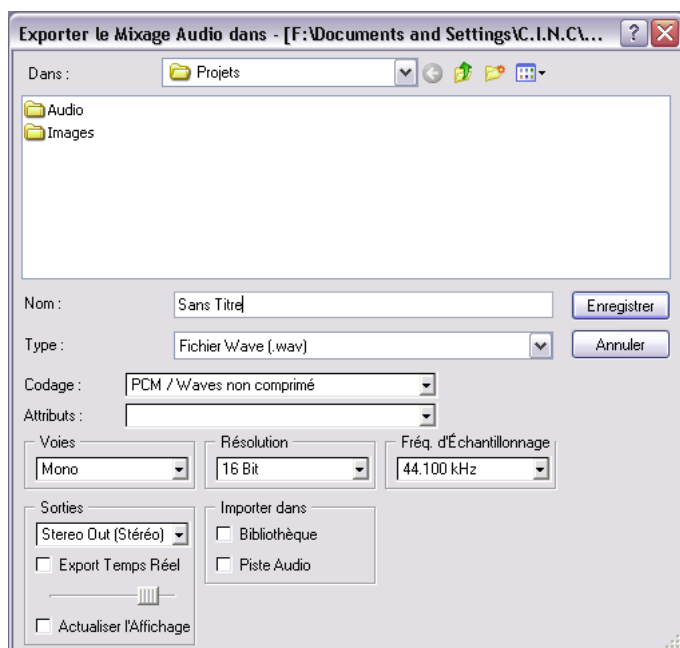 Exporter le Mixage Audio dans - [F:\Documents and Settings\C.I.N.C\...
Dans :
Projets
Audio
Images
Nom :
Sans Titre
Enregistrer
Type :
Fichier Wave (.wav)
Annuler
Codage :
PCM / Waves non comprimé
Attributs :
Voies
Résolution
Fréq. d'Échantillonnage
Mono
16 Bit
44.100 kHz
Sorties
Importer dans
Stereo Out (Stéréo)
Bibliothèque
Export Temps Réel
Piste Audio
Actualiser l'Affichage